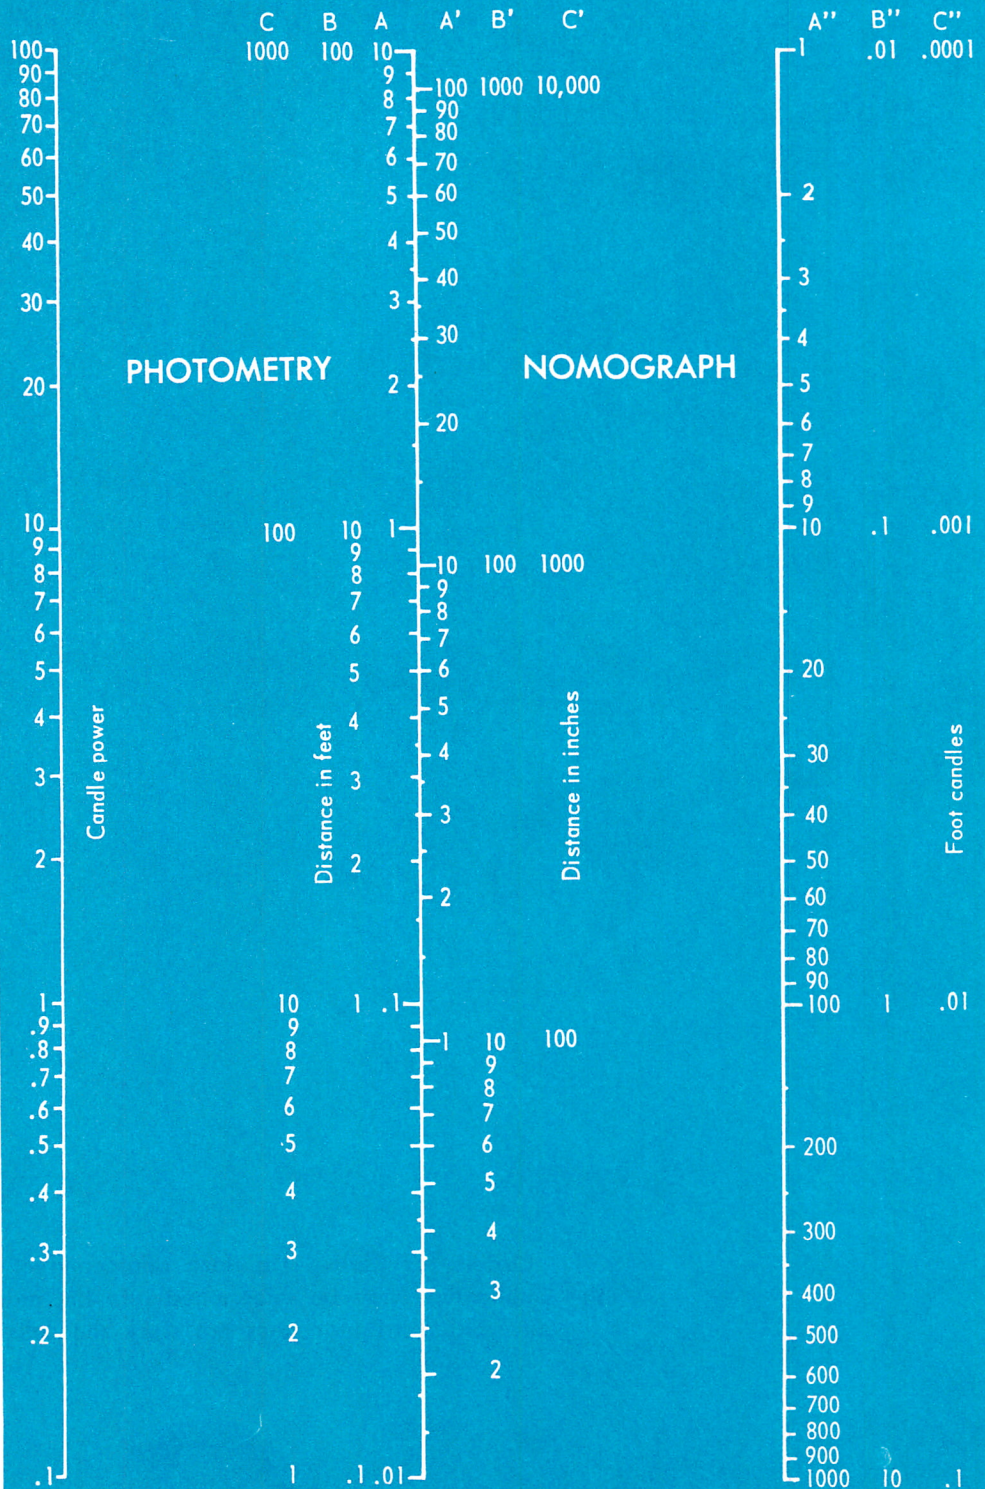 C B A A' B' C' A'' B'' C''
100 1000 100 10 1 .01 .0001
90 9 100 1000 10,000
80 8 90
70 7 80
60 6 70
50 5 60 2
40 4 50
40 3
30 3
30 4
PHOTOMETRY NOMOGRAPH
20 2 5
20 6
7
8
9
10 100 10 1 10 .1 .001
9 9
8 8 10 100 1000
7 7 9
8
6 6 7
5 5 6 20
4 4 5
Candle power
Distance in feet
Distance in inches
Foot candles
4 30
3 3
3 40
2 2 50
2 60
70
80
90
1 10 1 .1 100 1 .01
.9 9
.8 8 1 10 100
.7 7 9
8
.6 6 7
.5 5 6 200
.4 4 5
4 300
.3 3
3 400
.2 2 500
2 600
700
800
900
.1 1 .1 .01 1000 10 .1